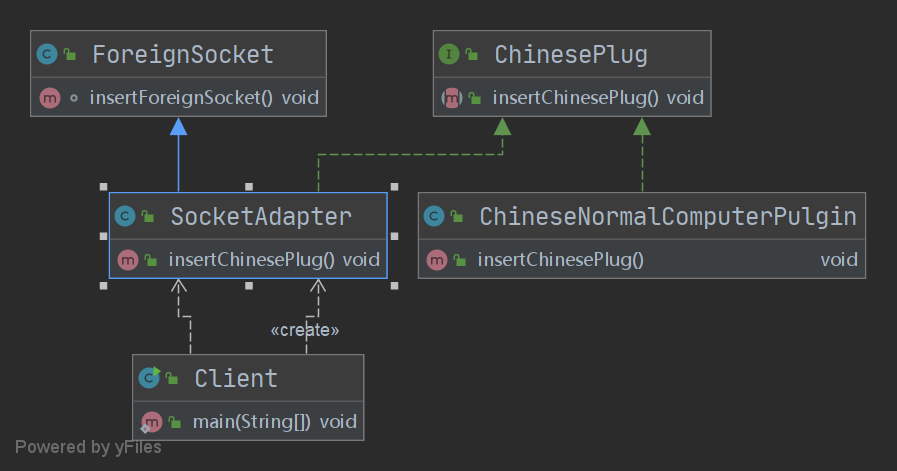 ForeignSocket
insertForeignSocket() void
ChinesePlug
insertChinesePlug() void
SocketAdapter
insertChinesePlug() void
ChineseNormalComputerPulgin
insertChinesePlug() void
«create»
Client
main(String[]) void
Powered by yFiles